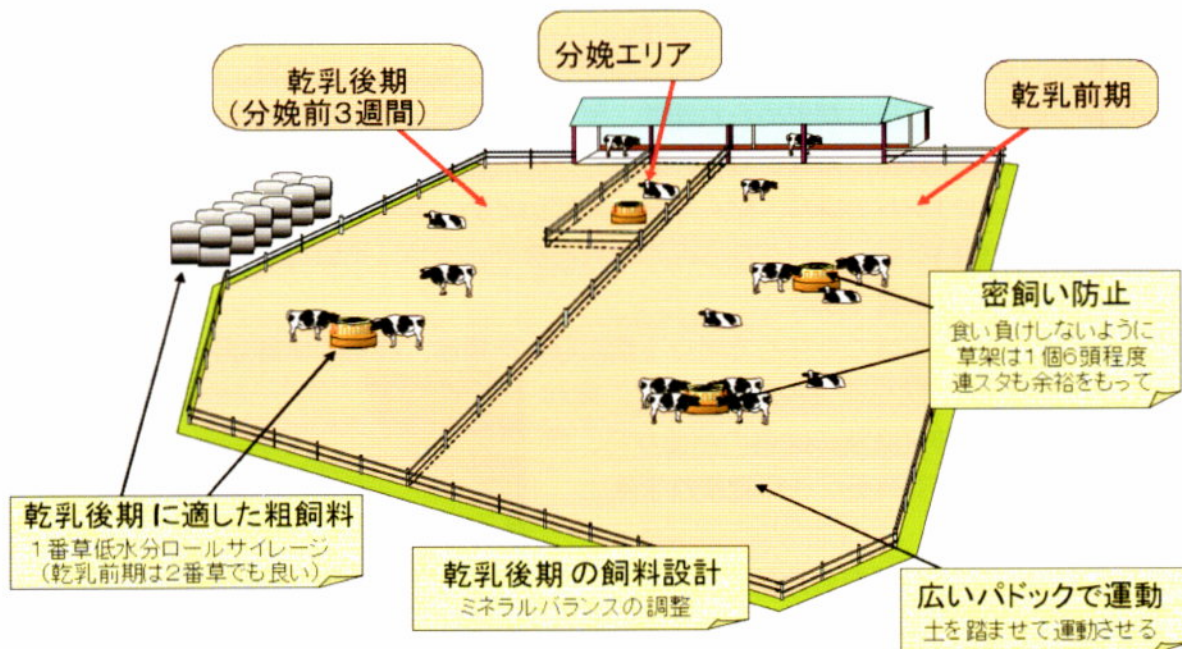 分娩エリア
乾乳後期
(分娩前3週間)
乾乳前期
密飼い防止
食い負けしないように
草架は1個6頭程度
連スタも余裕をもって
乾乳後期に適した粗飼料
1番草低水分ロールサイレージ
(乾乳前期は2番草でも良い)
乾乳後期の飼料設計
ミネラルバランスの調整
広いパドックで運動
土を踏ませて運動させる